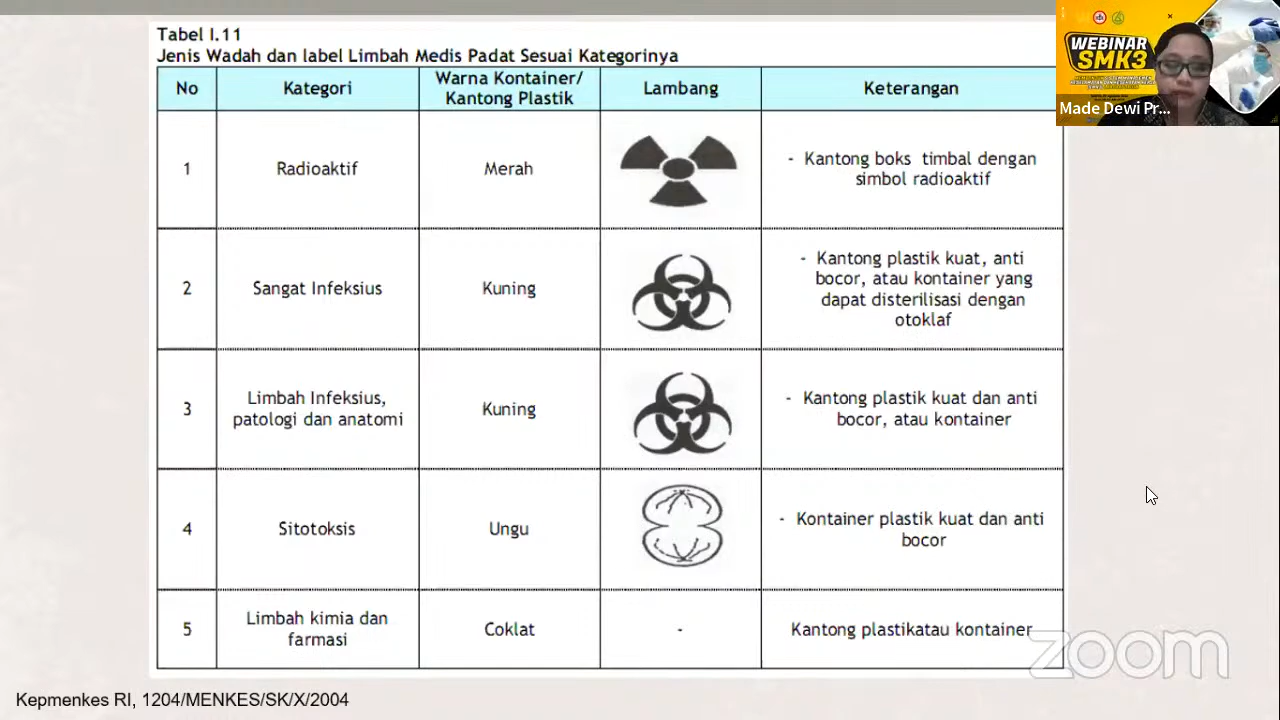 Tabel I.11
Jenis Wadah dan label Limbah Medis Padat Sesuai Kategorinya
No Kategori Warna Kontainer/ Lambang Keterangan
Kantong Plastik
1 Radioaktif Merah - Kantong boks timbal dengan
simbol radioaktif
2 Sangat Infeksius Kuning - Kantong plastik kuat, anti
bocor, atau kontainer yang
dapat disterilisasi dengan
otoklaf
3 Limbah Infeksius, Kuning - Kantong plastik kuat dan anti
patologi dan anatomi bocor, atau kontainer
4 Sitotoksis Ungu - Kontainer plastik kuat dan anti
bocor
5 Limbah kimia dan Coklat - Kantong plastikatau kontainer
farmasi
Kepmenkes RI, 1204/MENKES/SK/X/2004
WEBINAR
SMK3
Made Dewi Pr...
zoom